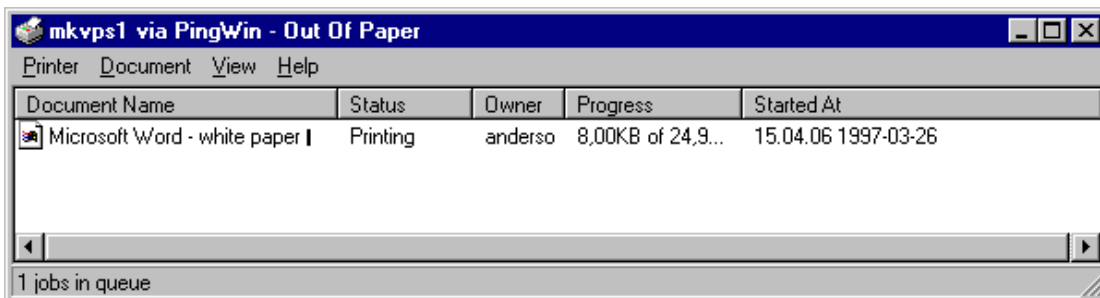 mkvps1 via PingWin - Out Of Paper
Printer Document View Help
Document Name Status Owner Progress Started At
Microsoft Word - white paper Printing anderso 8,00KB of 24,9... 15.04.06 1997-03-26
1 jobs in queue